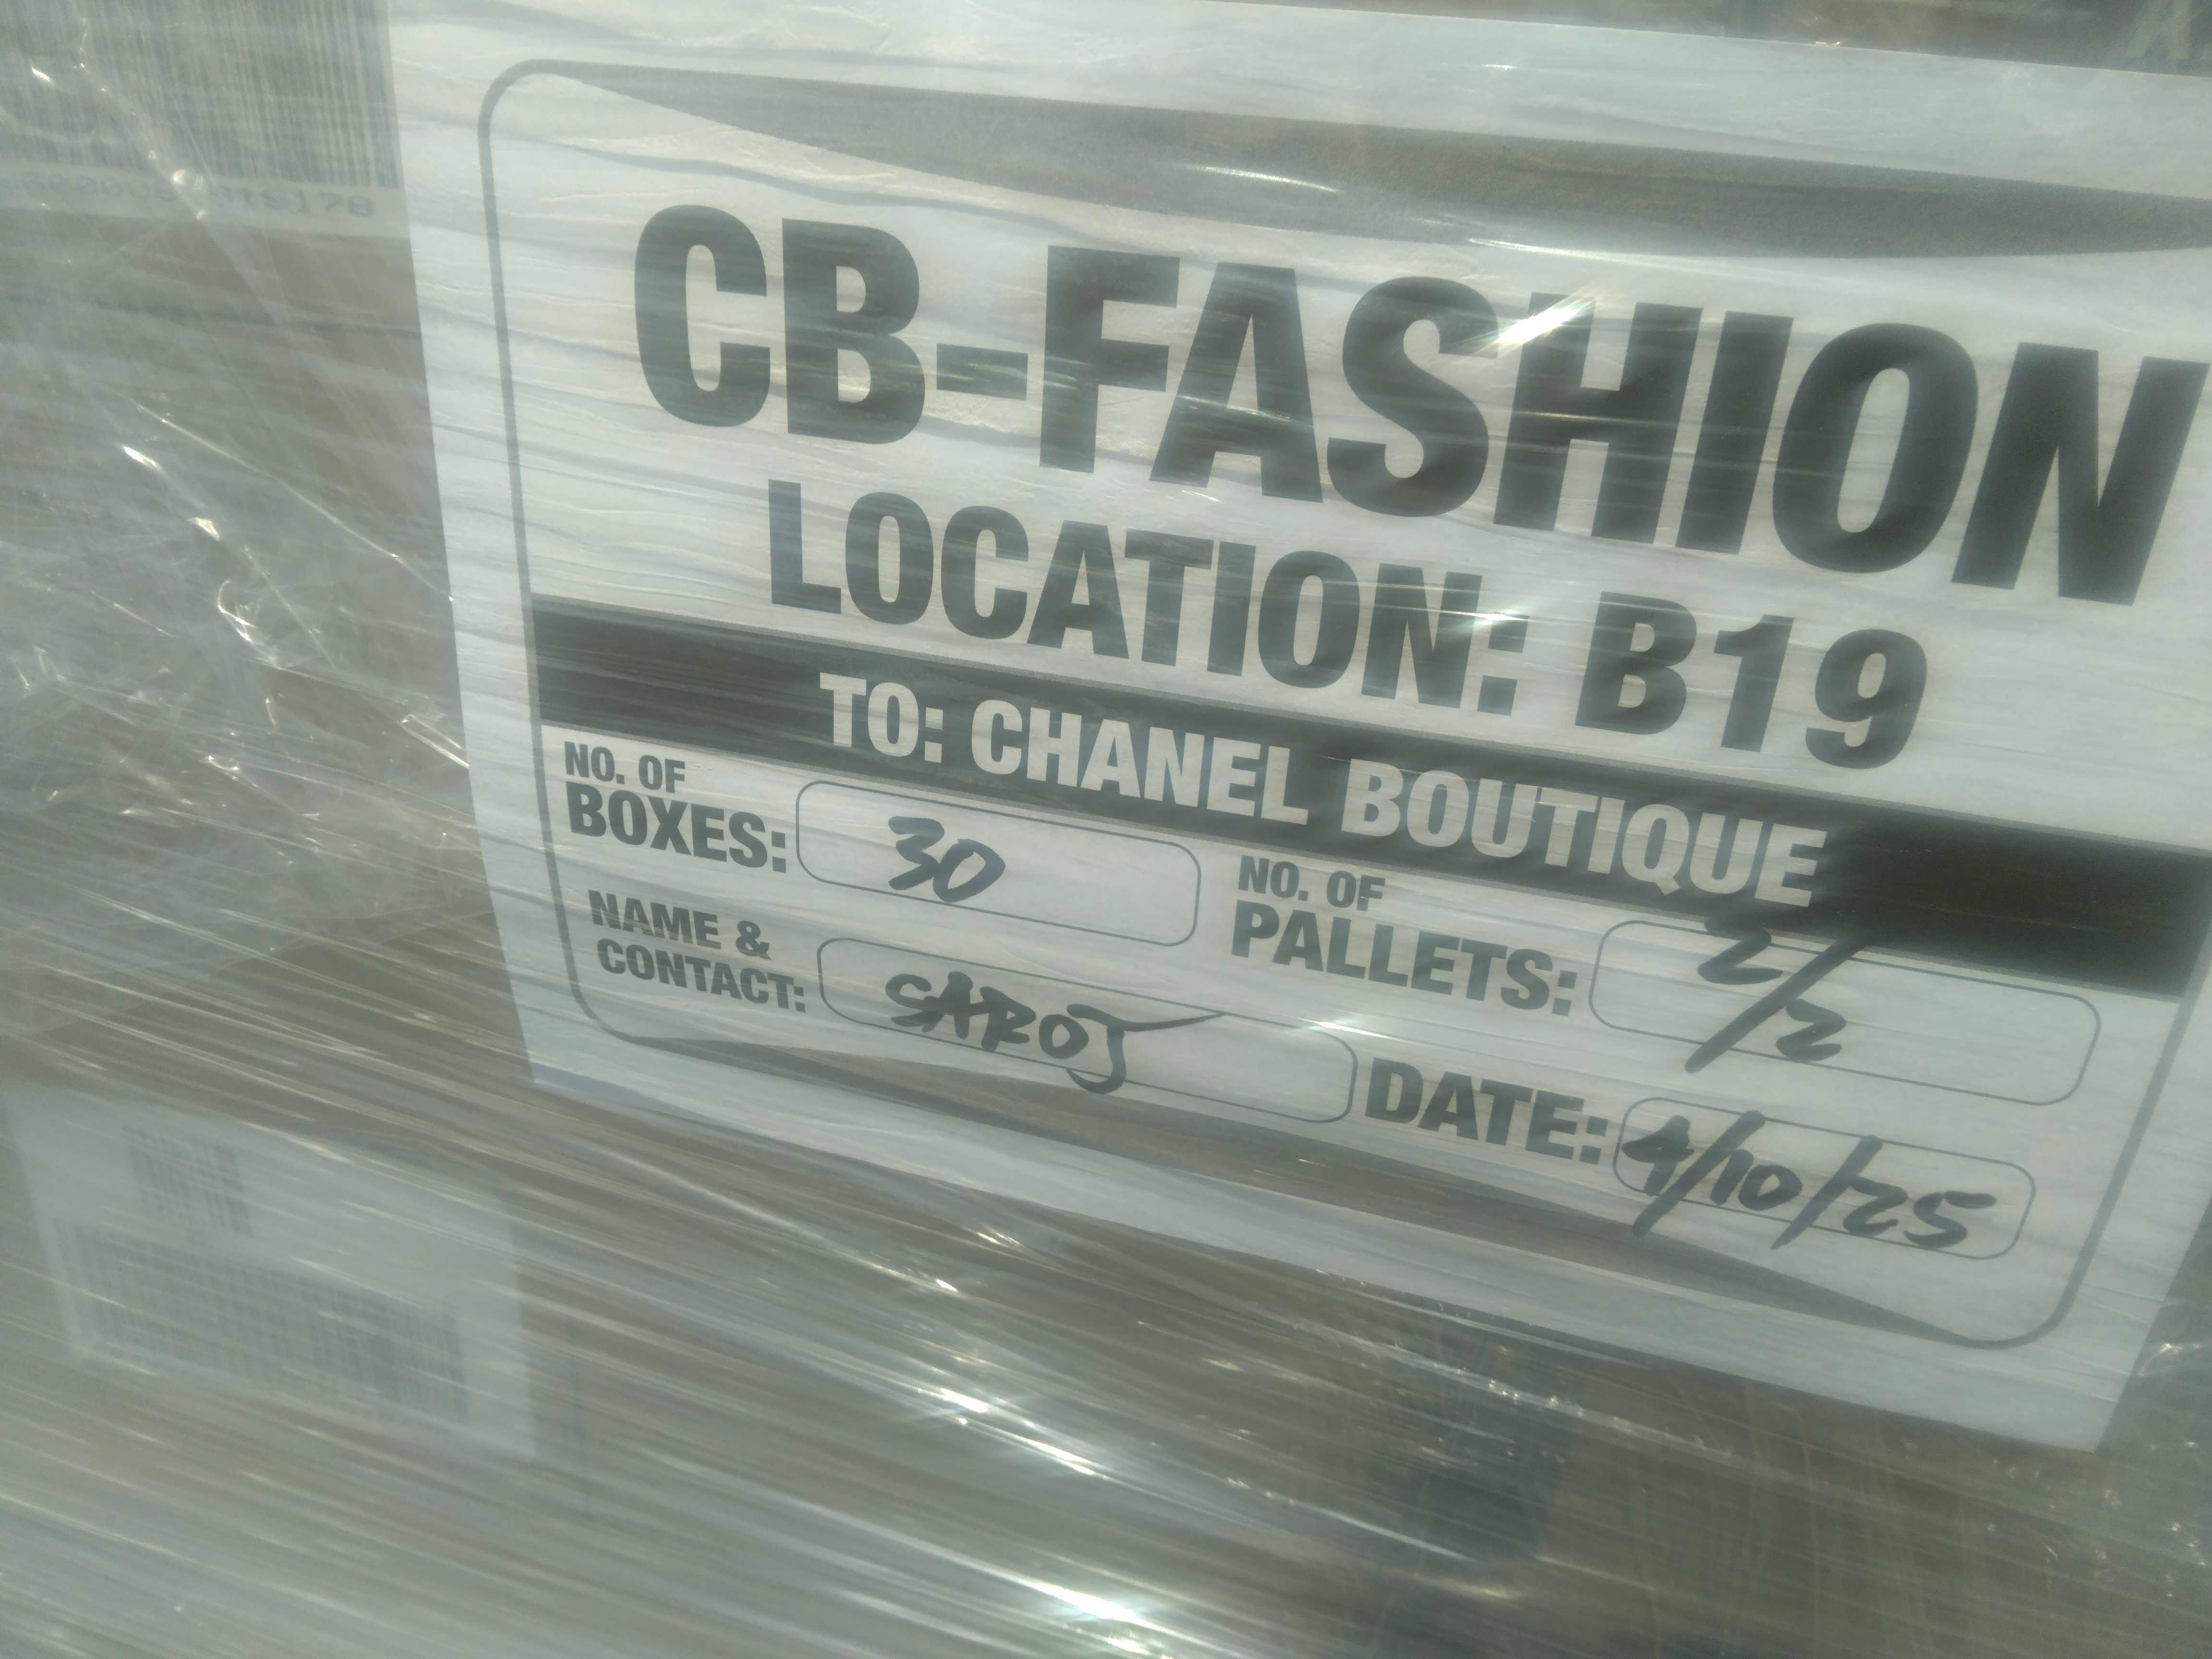 CB-FASHION
LOCATION: B19
TO: CHANEL BOUTIQUE
NO. OF
BOXES: 30
NO. OF
PALLETS: 2/2
NAME &
CONTACT: SAROJ
DATE: 4/10/25